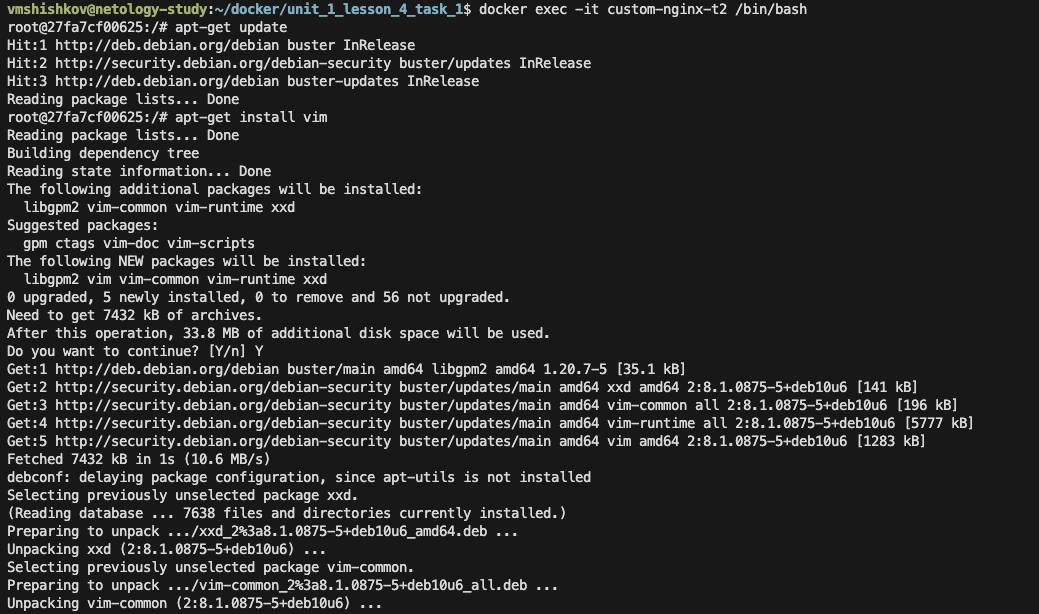 vmshishkov@netology-study:~/docker/unit_1_lesson_4_task_1$ docker exec -it custom-nginx-t2 /bin/bash
root@27fa7cf00625:/# apt-get update
Hit:1 http://deb.debian.org/debian buster InRelease
Hit:2 http://security.debian.org/debian-security buster/updates InRelease
Hit:3 http://deb.debian.org/debian buster-updates InRelease
Reading package lists... Done
root@27fa7cf00625:/# apt-get install vim
Reading package lists... Done
Building dependency tree
Reading state information... Done
The following additional packages will be installed:
  libgpm2 vim-common vim-runtime xxd
Suggested packages:
  gpm ctags vim-doc vim-scripts
The following NEW packages will be installed:
  libgpm2 vim vim-common vim-runtime xxd
0 upgraded, 5 newly installed, 0 to remove and 56 not upgraded.
Need to get 7432 kB of archives.
After this operation, 33.8 MB of additional disk space will be used.
Do you want to continue? [Y/n] Y
Get:1 http://deb.debian.org/debian buster/main amd64 libgpm2 amd64 1.20.7-5 [35.1 kB]
Get:2 http://security.debian.org/debian-security buster/updates/main amd64 xxd amd64 2:8.1.0875-5+deb10u6 [141 kB]
Get:3 http://security.debian.org/debian-security buster/updates/main amd64 vim-common all 2:8.1.0875-5+deb10u6 [196 kB]
Get:4 http://security.debian.org/debian-security buster/updates/main amd64 vim-runtime all 2:8.1.0875-5+deb10u6 [5777 kB]
Get:5 http://security.debian.org/debian-security buster/updates/main amd64 vim amd64 2:8.1.0875-5+deb10u6 [1283 kB]
Fetched 7432 kB in 1s (10.6 MB/s)
debconf: delaying package configuration, since apt-utils is not installed
Selecting previously unselected package xxd.
(Reading database ... 7638 files and directories currently installed.)
Preparing to unpack .../xxd_2%3a8.1.0875-5+deb10u6_amd64.deb ...
Unpacking xxd (2:8.1.0875-5+deb10u6) ...
Selecting previously unselected package vim-common.
Preparing to unpack .../vim-common_2%3a8.1.0875-5+deb10u6_all.deb ...
Unpacking vim-common (2:8.1.0875-5+deb10u6) ...